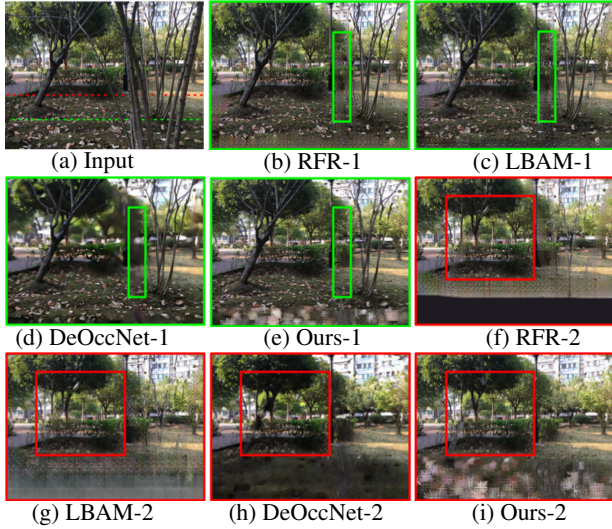 (a) Input
(b) RFR-1
(c) LBAM-1
(d) DeOccNet-1
(e) Ours-1
(f) RFR-2
(g) LBAM-2
(h) DeOccNet-2
(i) Ours-2